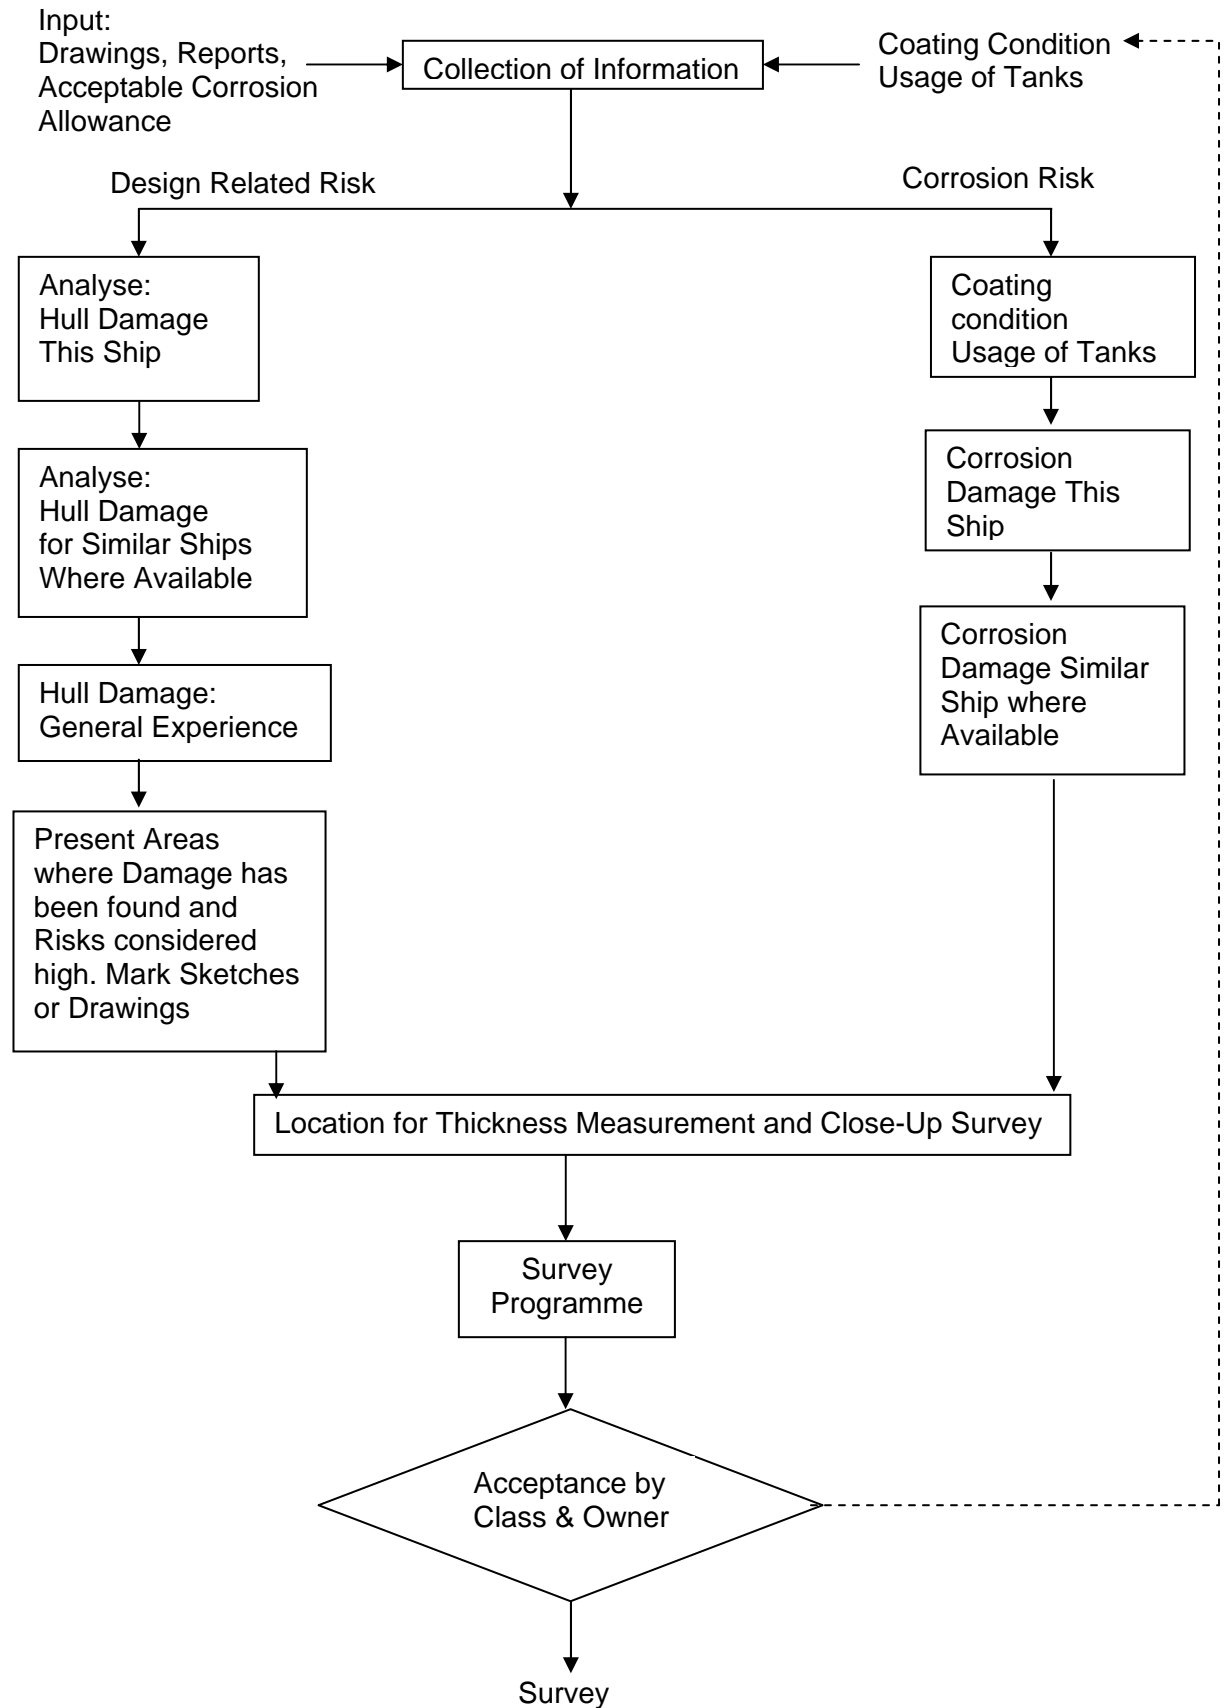 Input:
Drawings, Reports,
Acceptable Corrosion
Allowance
Collection of Information
Coating Condition
Usage of Tanks
Design Related Risk
Corrosion Risk
Analyse:
Hull Damage
This Ship
Analyse:
Hull Damage
for Similar Ships
Where Available
Hull Damage:
General Experience
Present Areas
where Damage has
been found and
Risks considered
high. Mark Sketches
or Drawings
Coating
condition
Usage of Tanks
Corrosion
Damage This
Ship
Corrosion
Damage Similar
Ship where
Available
Location for Thickness Measurement and Close-Up Survey
Survey
Programme
Acceptance by
Class & Owner
Survey